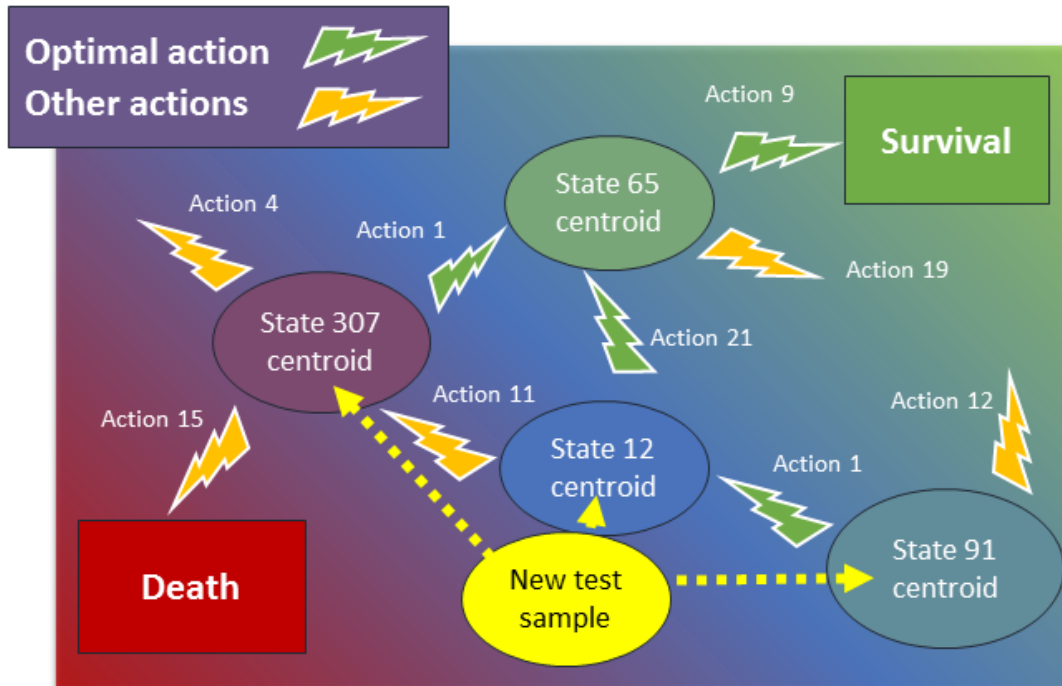 Optimal action
Other actions
Action 9
Survival
State 65
centroid
Action 4
Action 1
Action 19
State 307
centroid
Action 21
Action 11
Action 12
Action 15
State 12
centroid
Action 1
Death
New test
sample
State 91
centroid